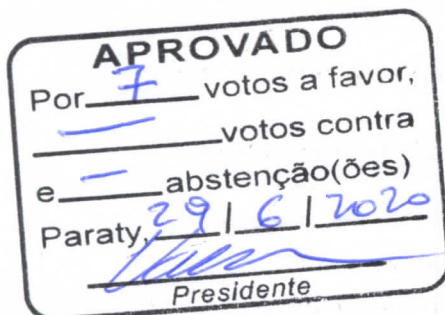 APROVADO
Por 7 votos a favor,
— votos contra
e — abstenção(ões)
Paraty, 29 | 6 | 2020
Presidente